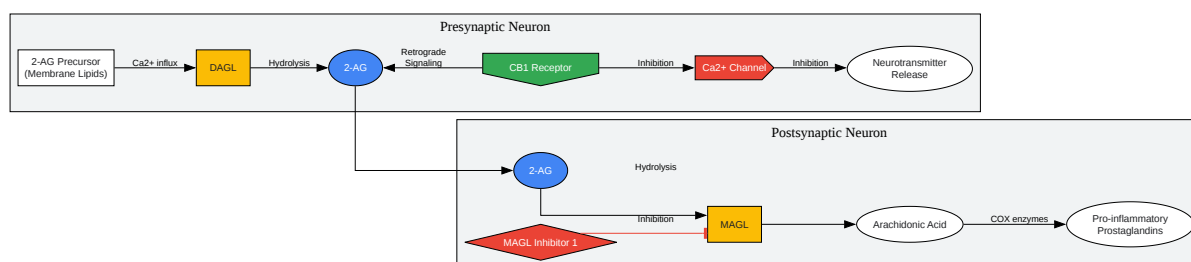 Presynaptic Neuron
2-AG Precursor
(Membrane Lipids)
Ca2+ influx
DAGL
Hydrolysis
2-AG
Retrograde
Signaling
CB1 Receptor
Inhibition
Ca2+ Channel
Inhibition
Neurotransmitter
Release
Postsynaptic Neuron
2-AG
Hydrolysis
Inhibition
MAGL Inhibitor 1
MAGL
Arachidonic Acid
COX enzymes
Pro-inflammatory
Prostaglandins